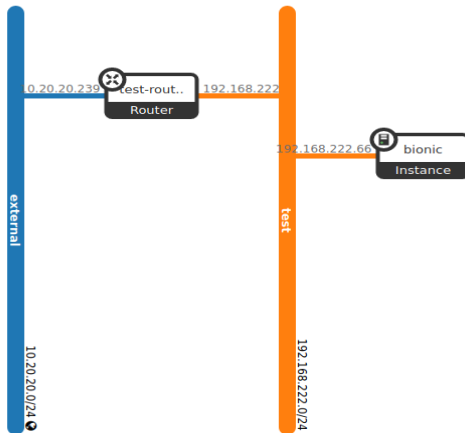 10.20.20.239
test-rout..
Router
192.168.222
192.168.222.66
bionic
Instance
external
10.20.20.0/24
test
192.168.222.0/24